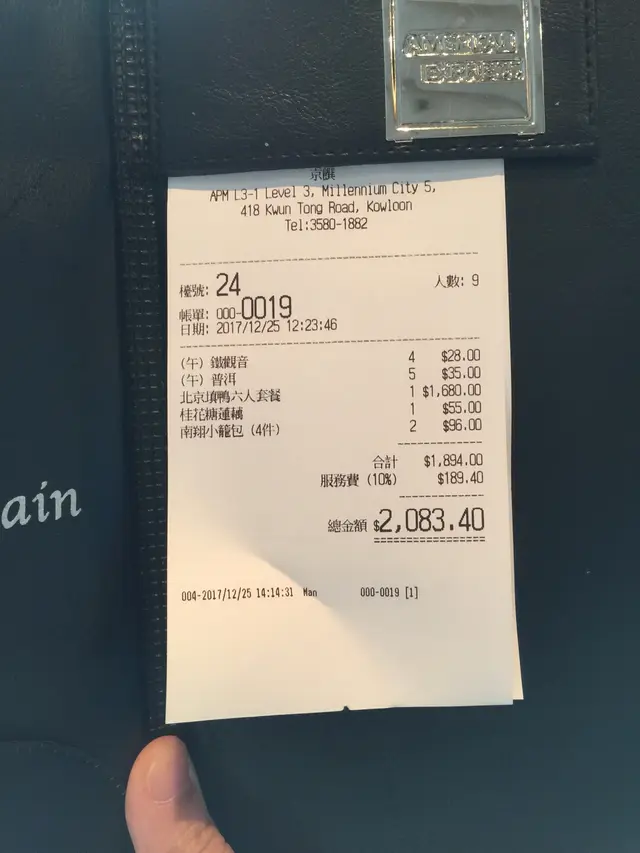 AMERICAN
EXPRESS
京饌
APM L3-1 Level 3, Millennium City 5,
418 Kwun Tong Road, Kowloon
Tel:3580-1882
檯號: 24 人數: 9
帳單: 000-0019
日期: 2017/12/25 12:23:46
(午) 鐵觀音 4 $28.00
(午) 普洱 5 $35.00
北京填鴨六人套餐 1 $1,680.00
桂花糖蓮藕 1 $55.00
南翔小籠包 (4件) 2 $96.00
合計 $1,894.00
服務費 (10%) $189.40
總金額 $2,083.40
004-2017/12/25 14:14:31 Man 000-0019 [1]
ain